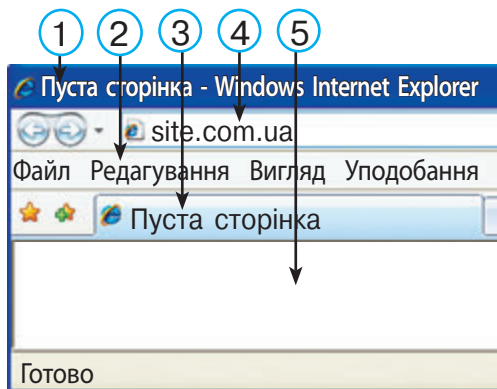 1 2 3 4 5
Пуста сторінка - Windows Internet Explorer
site.com.ua
Файл Редагування Вигляд Уподобання
Пуста сторінка
Готово